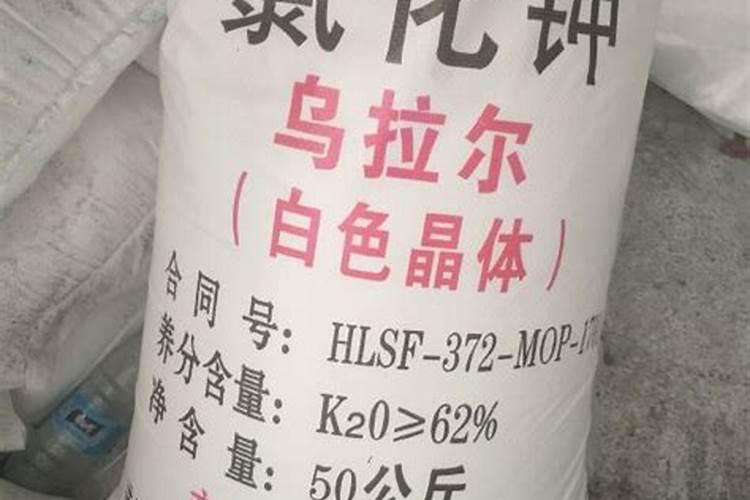 氯化钾
乌拉尔
(白色晶体)
合同号: HLSF-372-MOP-17
养分含量: K₂O≥62%
净含量: 50公斤